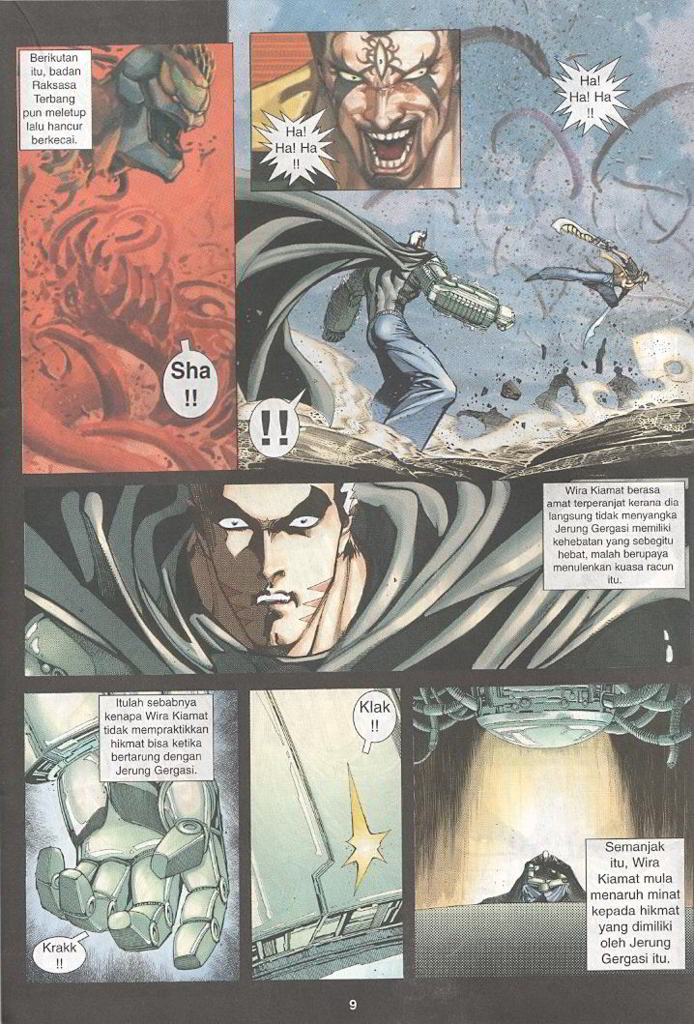 Berikutan
itu, badan
Raksasa
Terbang
pun meletup
lalu hancur
berkecai.
Sha
!!
Ha!
Ha! Ha
!!
Ha!
Ha! Ha
!!
!!
Wira Kiamat berasa
amat terperanjat kerana dia
langsung tidak menyangka
Jerung Gergasi memiliki
kehebatan yang sebegitu
hebat, malah berupaya
menulenkan kuasa racun
itu.
Itulah sebabnya
kenapa Wira Kiamat
tidak mempraktikkan
hikmat bisa ketika
bertarung dengan
Jerung Gergasi.
Krakk
!!
Klak
!!
Semanjak
itu, Wira
Kiamat mula
menaruh minat
kepada hikmat
yang dimiliki
oleh Jerung
Gergasi itu.
9